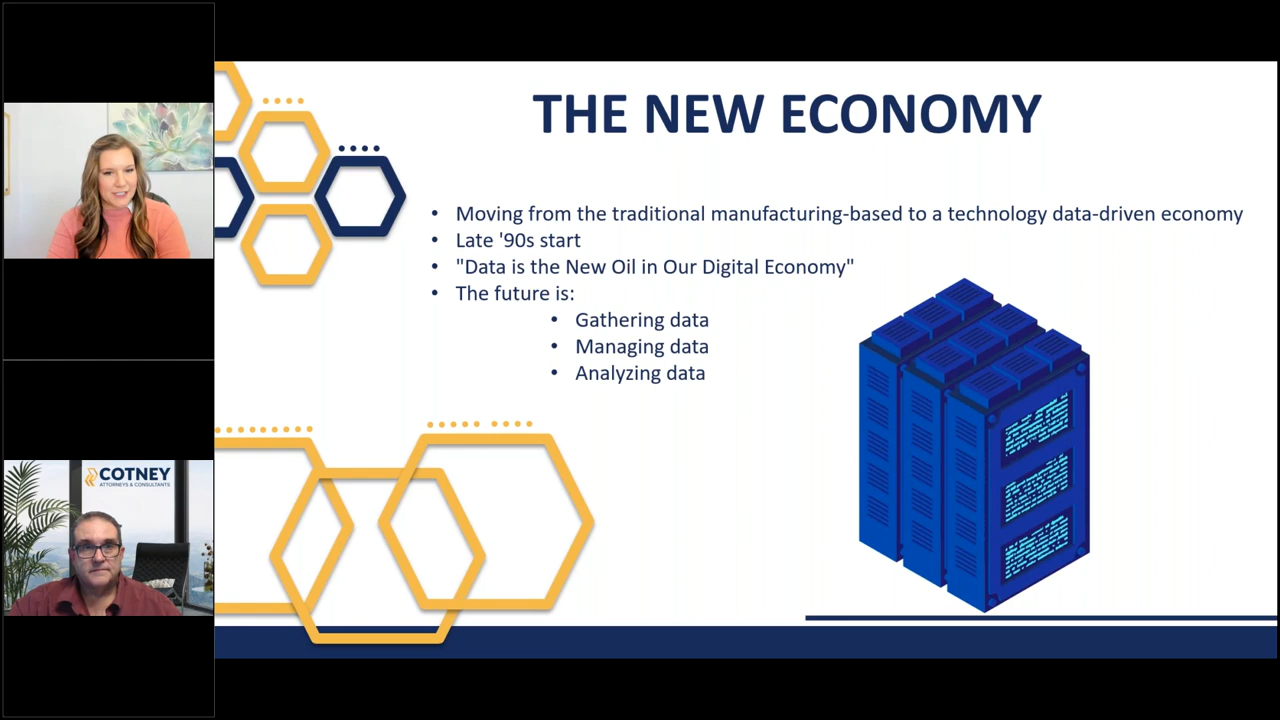 THE NEW ECONOMY
• Moving from the traditional manufacturing-based to a technology data-driven economy
• Late '90s start
• "Data is the New Oil in Our Digital Economy"
• The future is:
• Gathering data
• Managing data
• Analyzing data
COTNEY
ATTORNEYS & CONSULTANTS